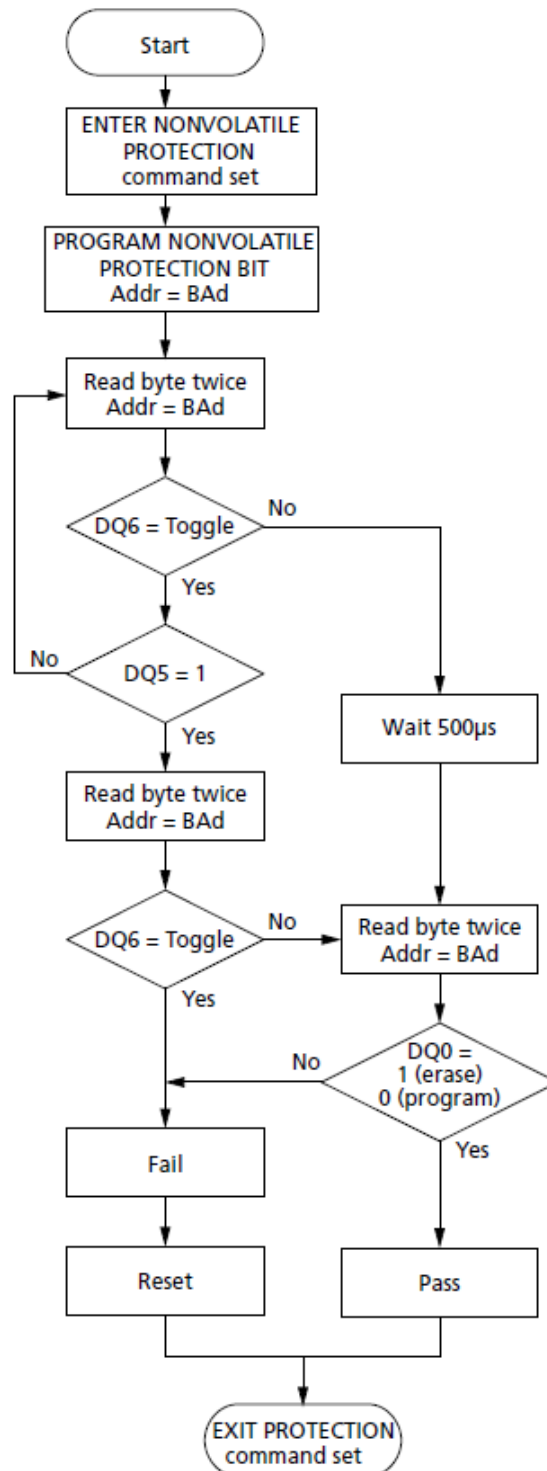 Start
ENTER NONVOLATILE
PROTECTION
command set
PROGRAM NONVOLATILE
PROTECTION BIT
Addr = BAd
Read byte twice
Addr = BAd
DQ6 = Toggle
No
Yes
DQ5 = 1
No
Yes
Wait 500µs
Read byte twice
Addr = BAd
DQ6 = Toggle
No
Yes
Read byte twice
Addr = BAd
DQ0 =
1 (erase)
0 (program)
No
Yes
Fail
Reset
Pass
EXIT PROTECTION
command set